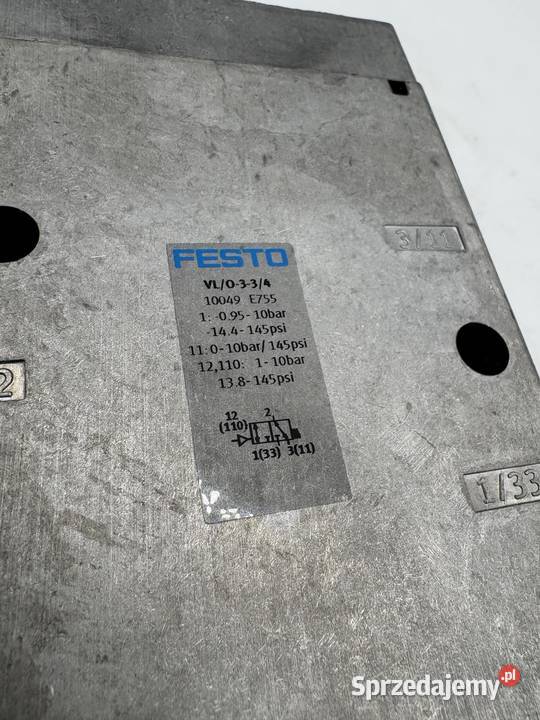 3/11
FESTO
VL/O-3-3/4
10049 E755
1: -0.95-10bar
-14.4-145psi
11:0-10bar/145psi
12,110: 1-10bar
13.8-145psi
12
(110)
2
1(33) 3(11)
2
1/33
Sprzedajemy.pl